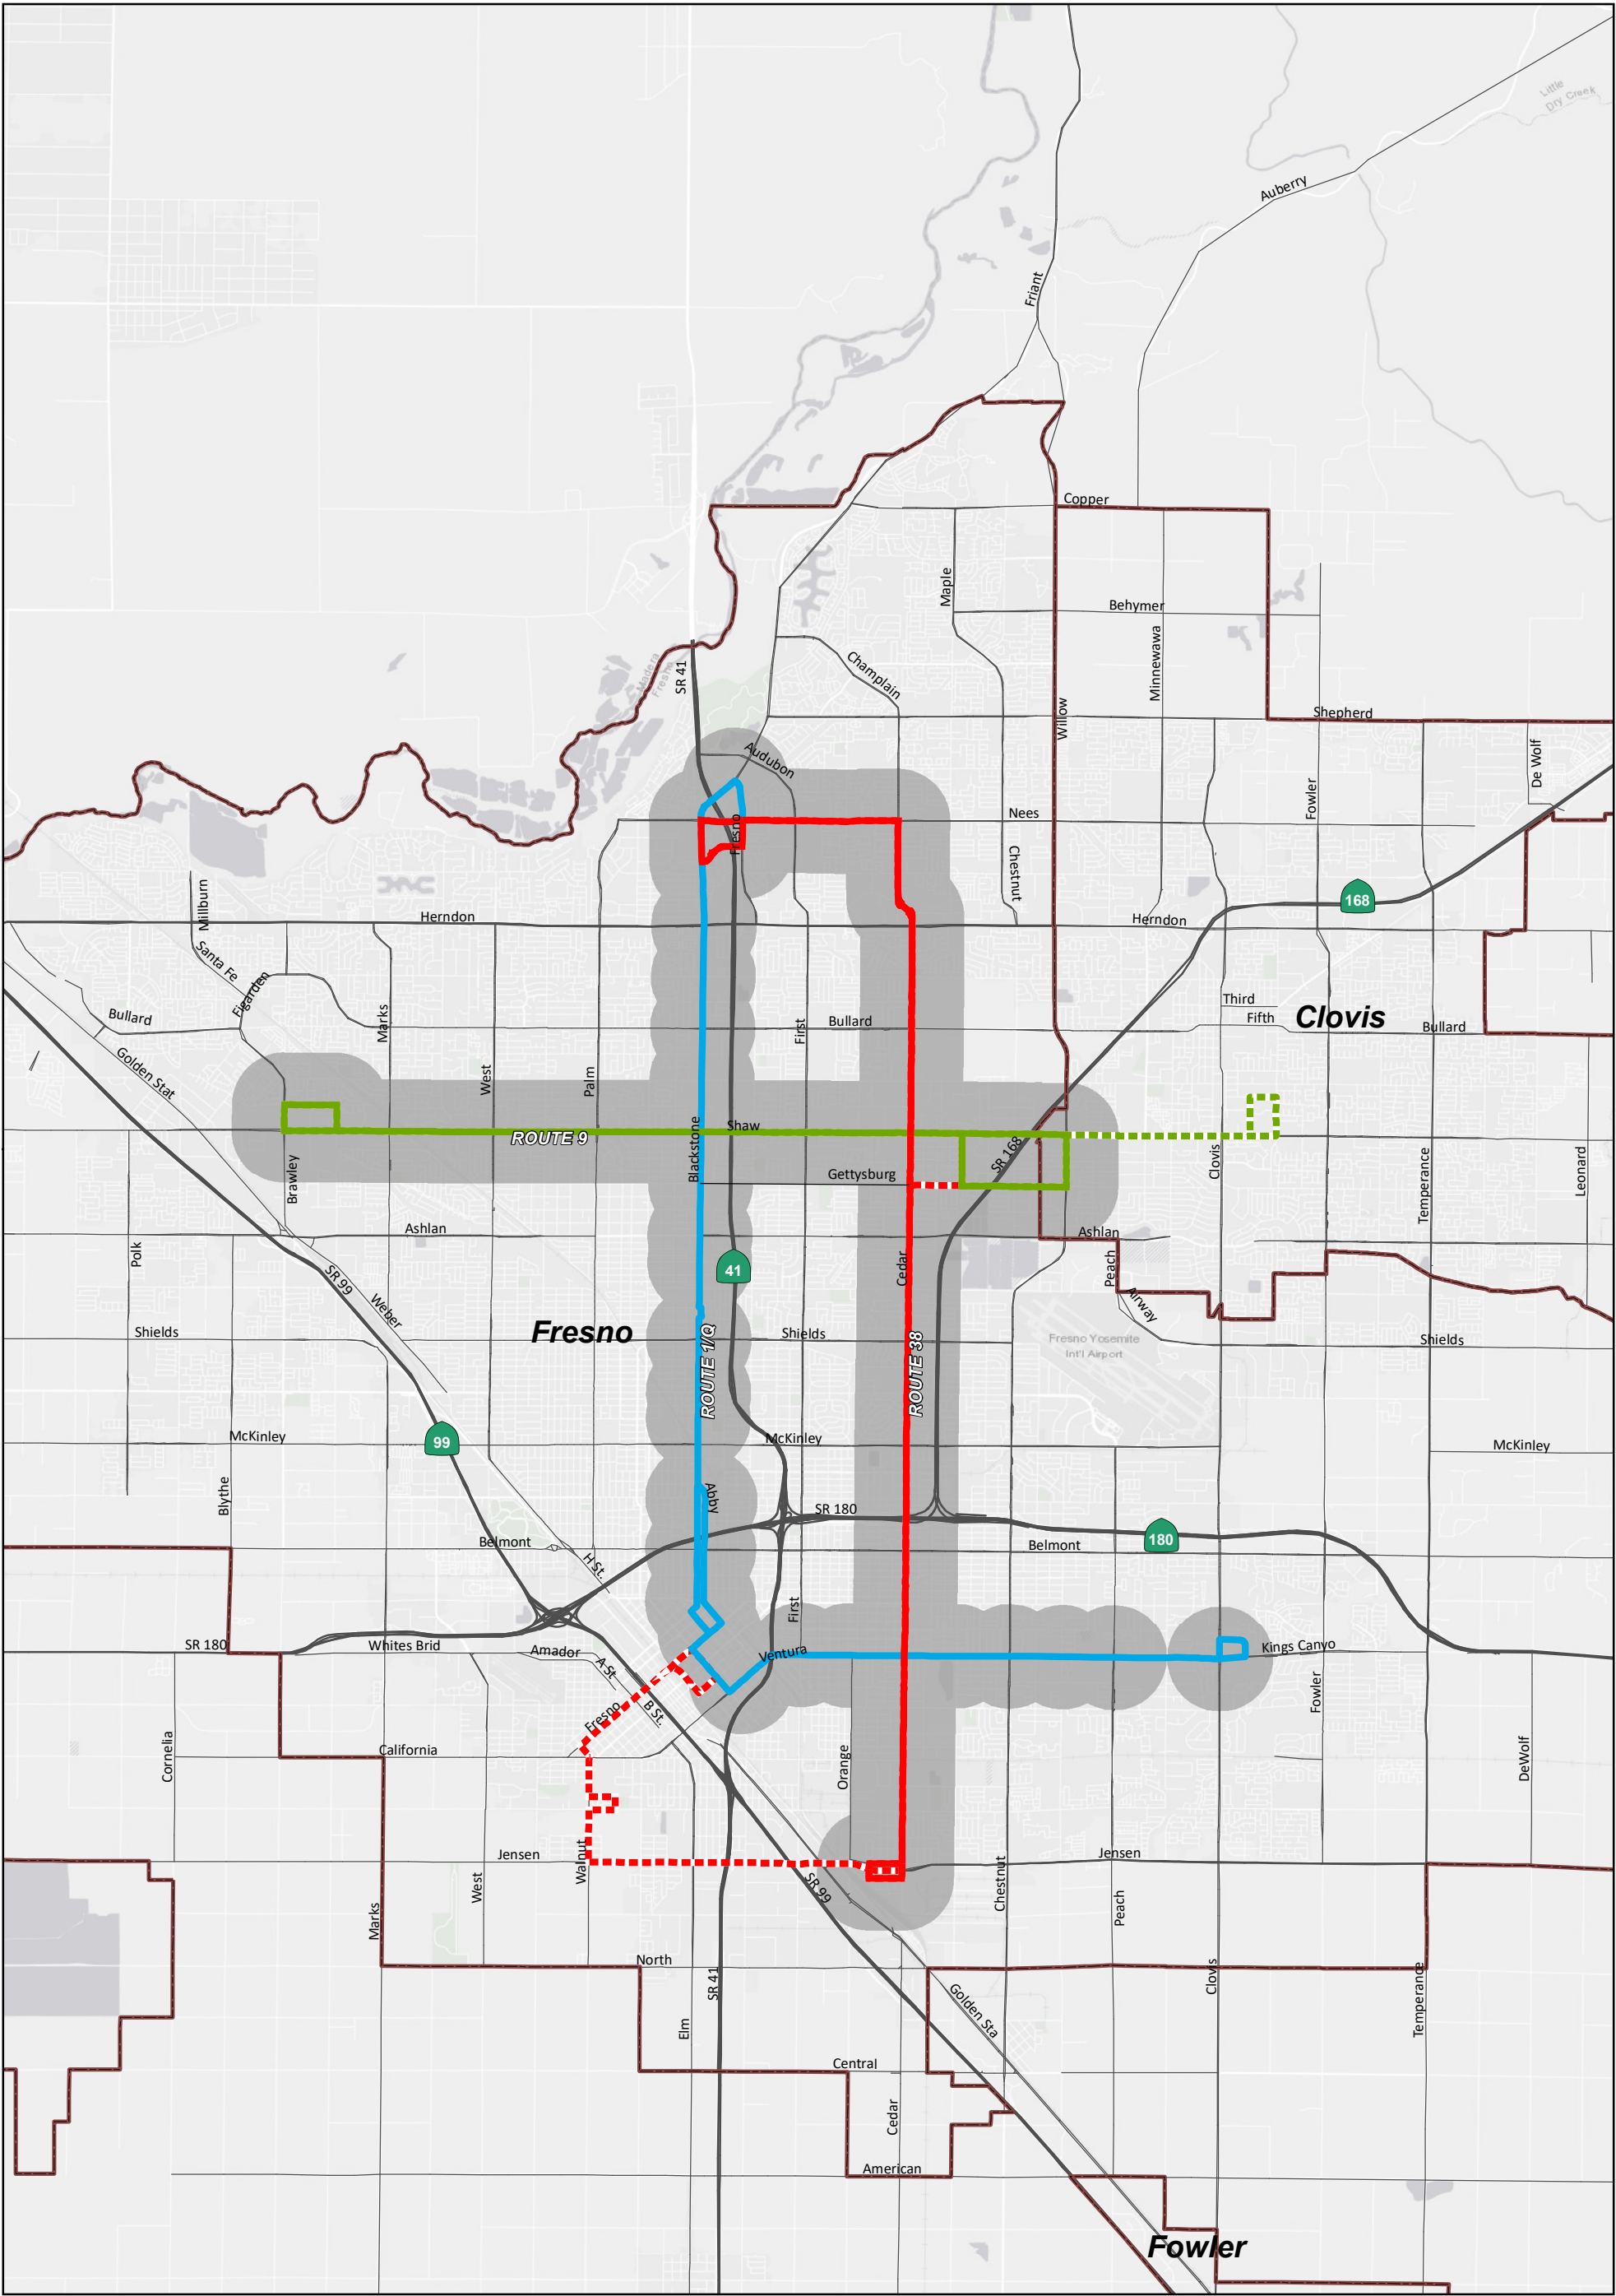 Little
Dry Creek
Auberry
Friant
Copper
Maple
Behymer
Minnewawa
Champlain
Madera
Fresno
SR 41
Willow
Shepherd
De Wolf
Audubon
Fowler
Nees
Fresno
Chestnut
Millburn
168
Herndon
Herndon
Santa Fe
Figarden
Third
Clovis
Fifth
Bullard
Marks
First
Bullard
Bullard
Golden Stat
West
Palm
Blackstone
Shaw
ROUTE 9
SR 168
Clovis
Brawley
Gettysburg
Temperance
Leonard
Ashlan
Ashlan
Polk
Cedar
Peach
41
SR 99
Weber
Airway
Shields
Fresno
Shields
Fresno Yosemite
Int'l Airport
Shields
ROUTE 1/Q
ROUTE 38
McKinley
99
McKinley
McKinley
Blythe
Abby
SR 180
180
Belmont
Belmont
H St.
First
SR 180
Whites Brid
Amador
Ventura
Kings Canyo
A St
Fowler
Fresno
B St.
Cornelia
California
Orange
DeWolf
Jensen
Walnut
Jensen
West
SR 99
Chestnut
Peach
Marks
North
SR 41
Clovis
Temperance
Golden Sta
Elm
Central
Cedar
American
Fowler